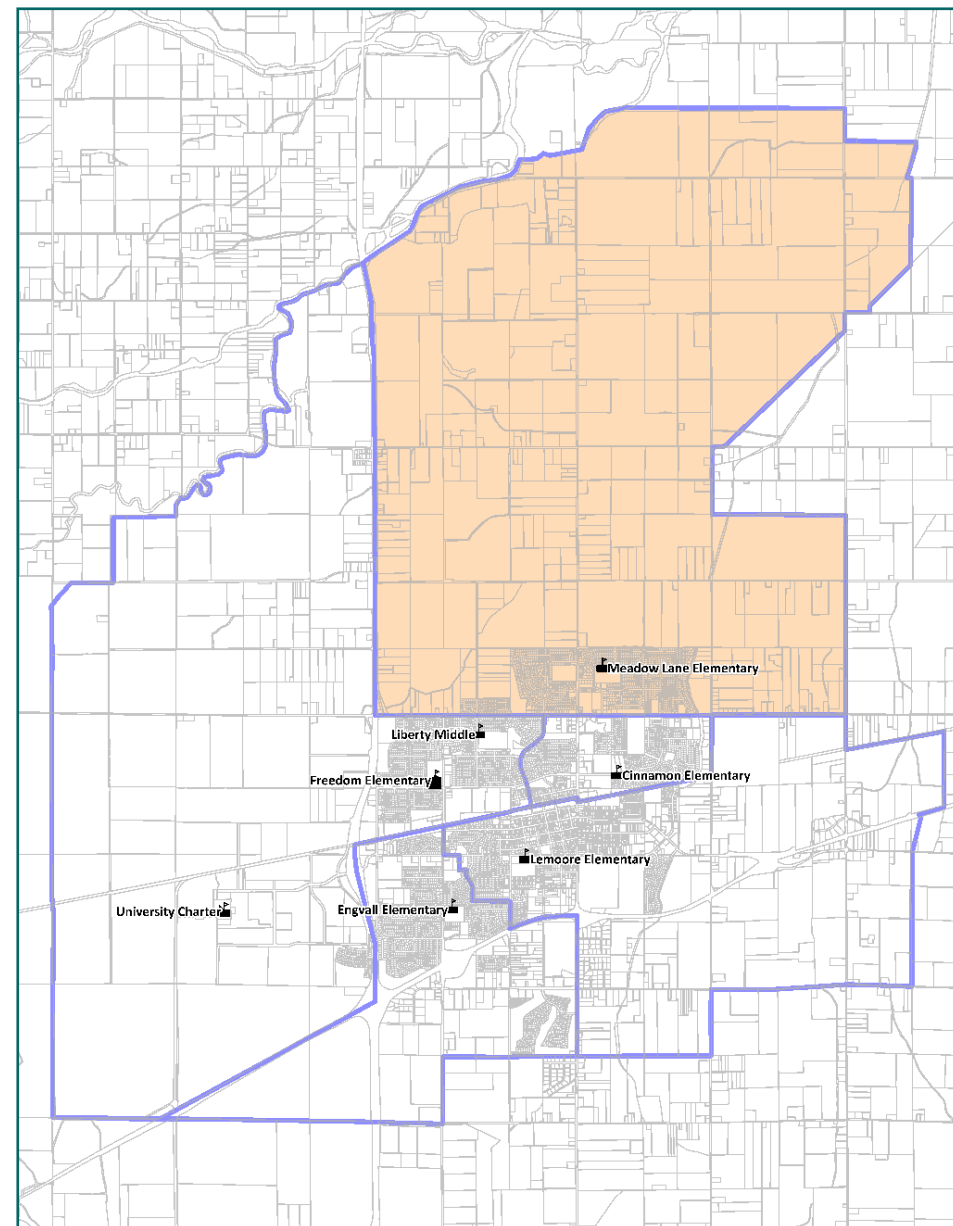 Meadow Lane Elementary
Liberty Middle
Cinnamon Elementary
Freedom Elementary
Lemoore Elementary
University Charter
Engvall Elementary